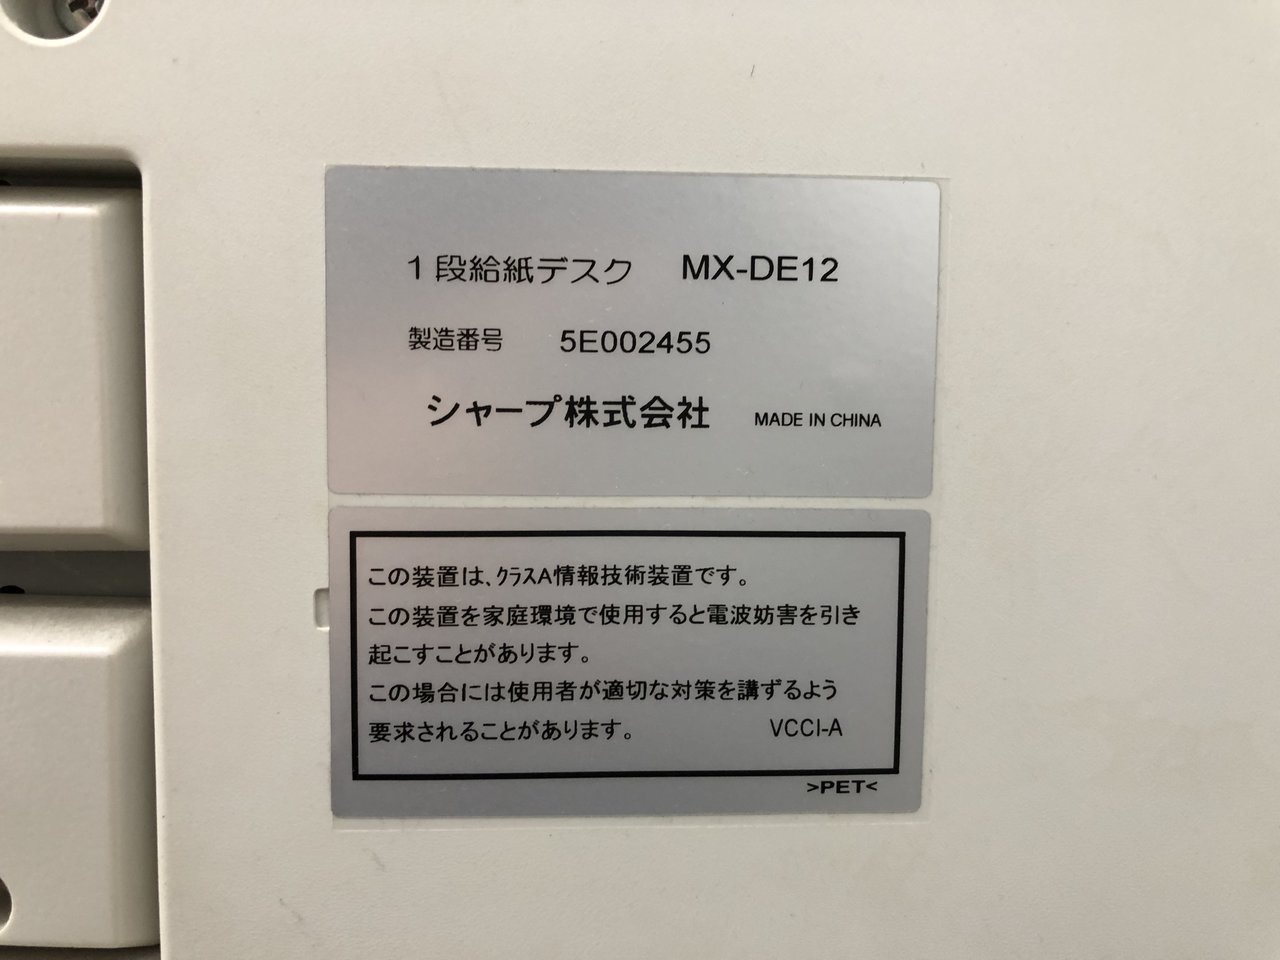 1段給紙デスク MX-DE12
製造番号 5E002455
シャープ株式会社 MADE IN CHINA
この装置は、クラスA情報技術装置です。
この装置を家庭環境で使用すると電波妨害を引き
起こすことがあります。
この場合には使用者が適切な対策を講ずるよう
要求されることがあります。 VCCI-A
>PET<